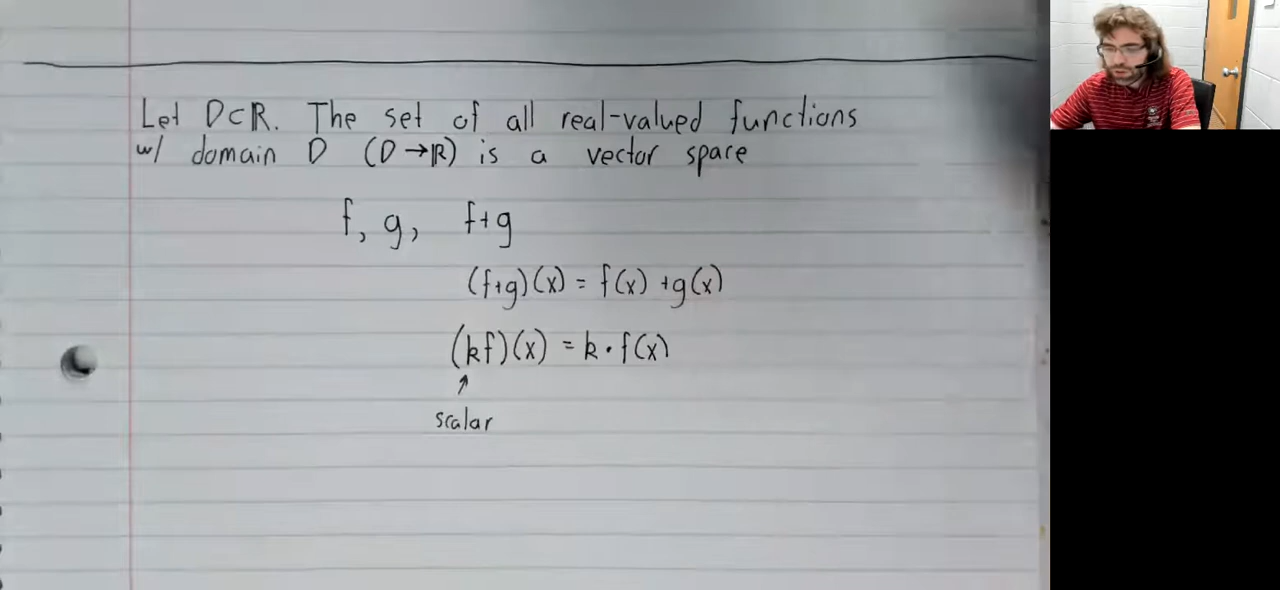 Let D⊂ℝ. The set of all real-valued functions
w/ domain D (D→ℝ) is a vector space
f, g, f+g
(f+g)(x) = f(x) +g(x)
(kf)(x) = k · f(x)
↑
scalar